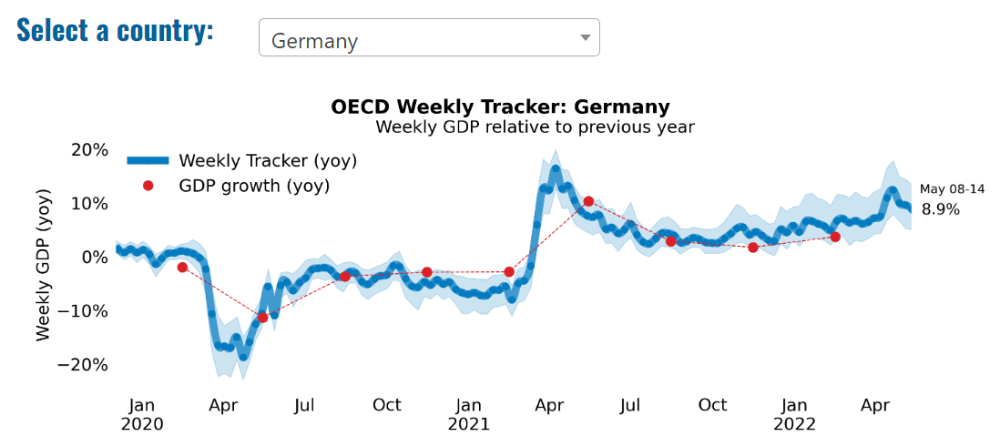 Select a country:
Germany
OECD Weekly Tracker: Germany
Weekly GDP relative to previous year
20%
10%
0%
−10%
−20%
Weekly GDP (yoy)
Weekly Tracker (yoy)
GDP growth (yoy)
May 08-14
8.9%
Jan Apr Jul Oct Jan Apr Jul Oct Jan Apr
2020 2021 2022